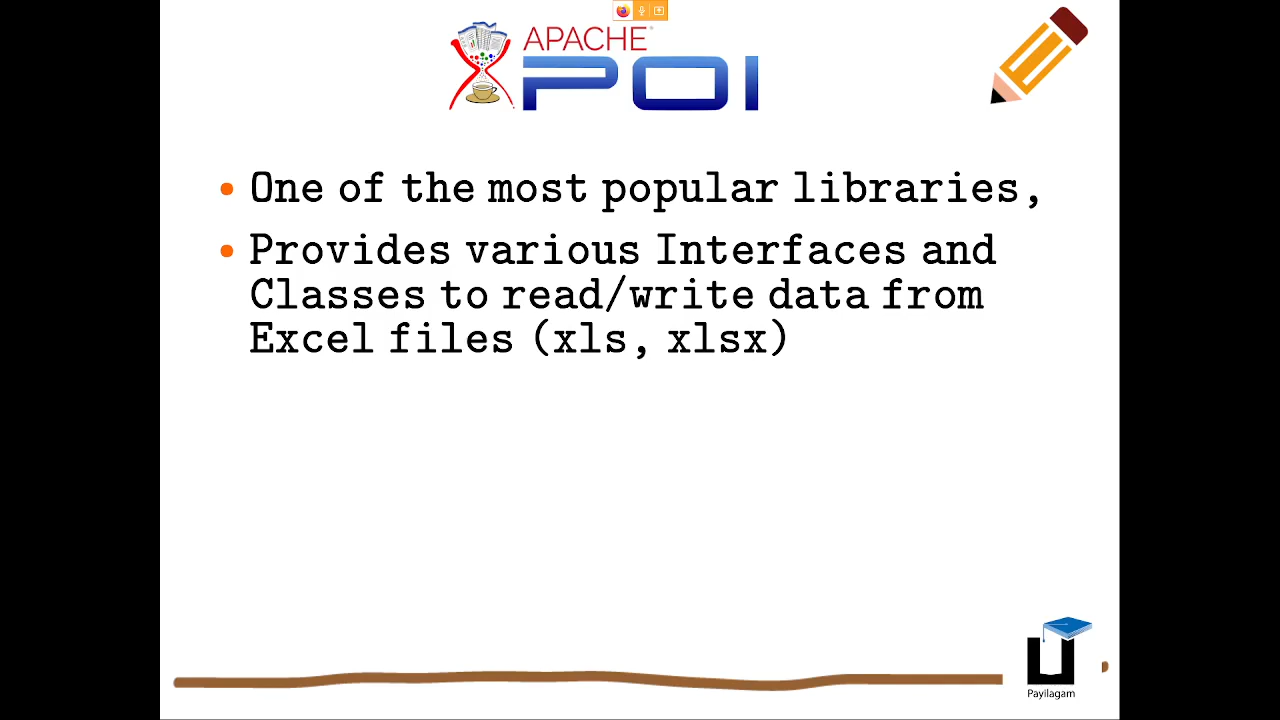 APACHE
POI
One of the most popular libraries,
Provides various Interfaces and
Classes to read/write data from
Excel files (xls, xlsx)
Payilagam